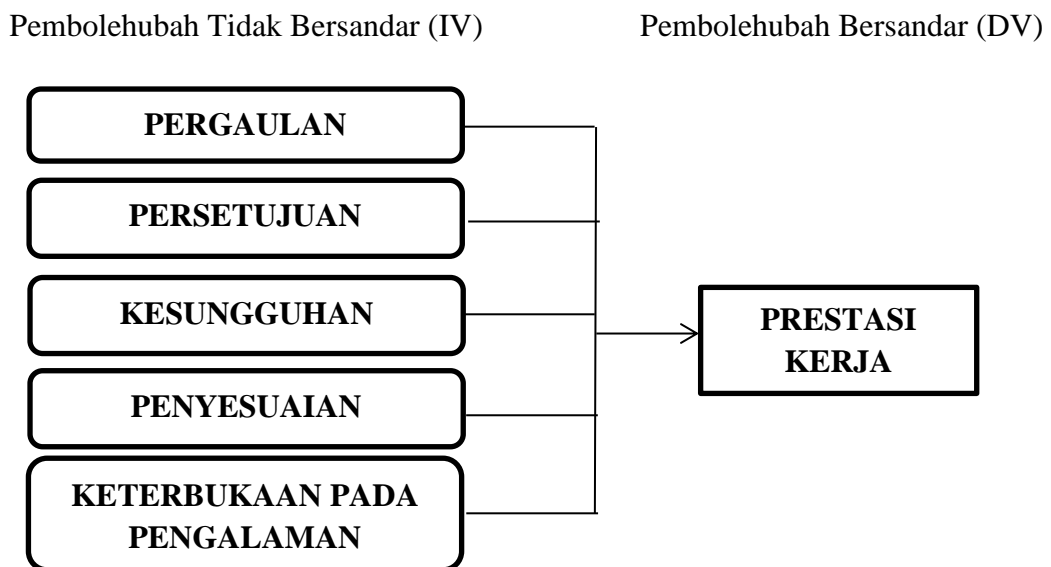 Pembolehubah Tidak Bersandar (IV)
Pembolehubah Bersandar (DV)
PERGAULAN
PERSETUJUAN
KESUNGGUHAN
PENYESUAIAN
KETERBUKAAN PADA
PENGALAMAN
PRESTASI
KERJA